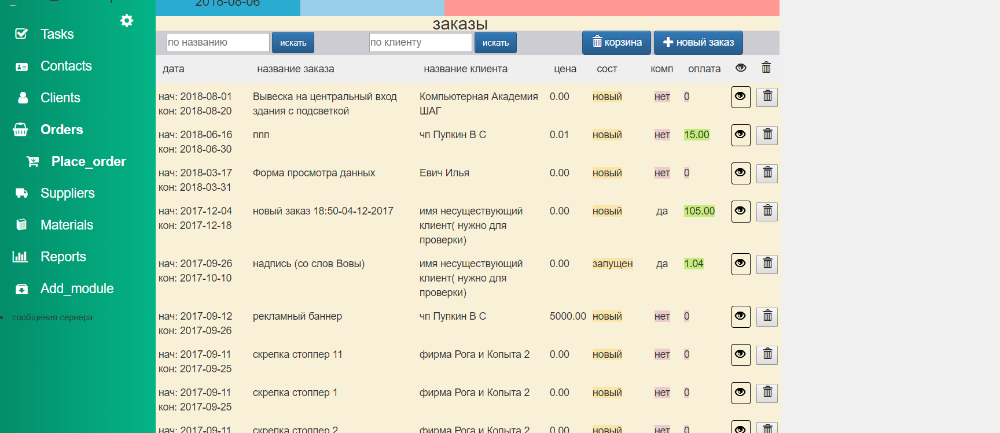 2018-08-06
Tasks
Contacts
Clients
Orders
Place_order
Suppliers
Materials
Reports
Add_module
сообщения сервера
заказы
по названию искать по клиенту искать корзина новый заказ
дата название заказа название клиента цена сост комп оплата
нач: 2018-08-01 Вывеска на центральный вход Компьютерная Академия 0.00 новый нет 0
кон: 2018-08-20 здания с подсветкой ШАГ
нач: 2018-06-16 ппп чп Пупкин В С 0.01 новый нет 15.00
кон: 2018-06-30
нач: 2018-03-17 Форма просмотра данных Евич Илья 0.00 новый нет 0
кон: 2018-03-31
нач: 2017-12-04 новый заказ 18:50-04-12-2017 имя несуществующий 0.00 новый да 105.00
кон: 2017-12-18 клиент( нужно для
проверки)
нач: 2017-09-26 надпись (со слов Вовы) имя несуществующий 0.00 запущен да 1.04
кон: 2017-10-10 клиент( нужно для
проверки)
нач: 2017-09-12 рекламный баннер чп Пупкин В С 5000.00 новый нет 0
кон: 2017-09-26
нач: 2017-09-11 скрепка стоппер 11 фирма Рога и Копыта 2 0.00 новый нет 0
кон: 2017-09-25
нач: 2017-09-11 скрепка стоппер 1 фирма Рога и Копыта 2 0.00 новый нет 0
кон: 2017-09-25
нач: 2017-09-11 скрепка стоппер 2 фирма Рога и Копыта 2 0.00 новый нет 0